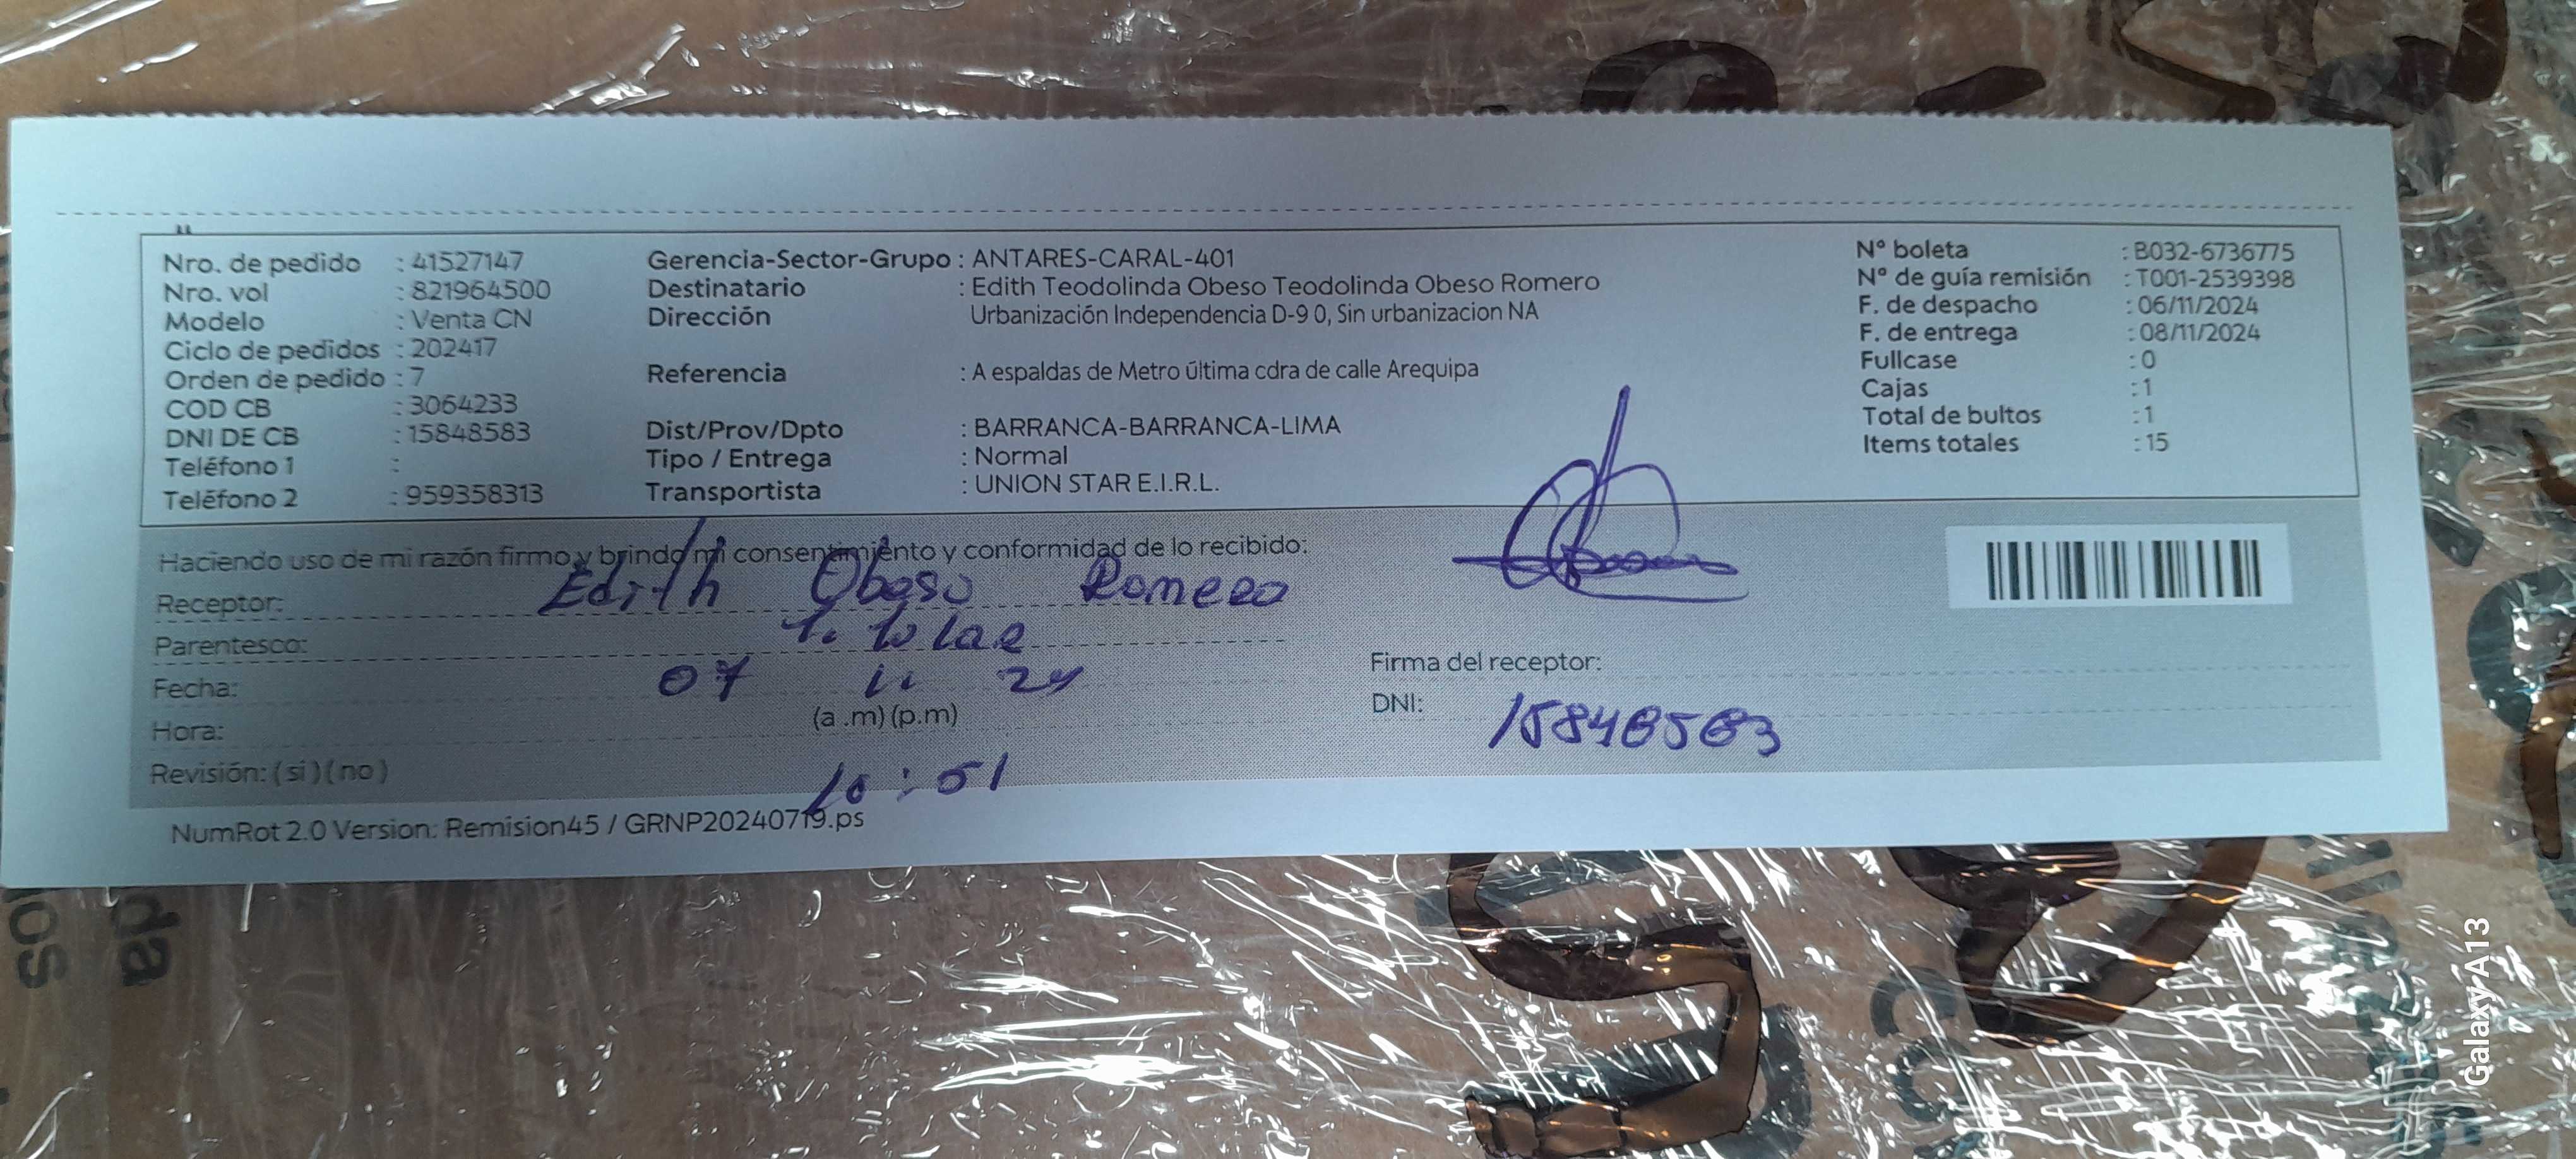 Nro. de pedido : 41527147
Nro. vol : 821964500
Modelo : Venta CN
Ciclo de pedidos : 202417
Orden de pedido : 7
COD CB : 3064233
DNI DE CB : 15848583
Teléfono 1 :
Teléfono 2 : 959358313
Gerencia-Sector-Grupo : ANTARES-CARAL-401
Destinatario : Edith Teodolinda Obeso Teodolinda Obeso Romero
Dirección Urbanización Independencia D-9 0, Sin urbanizacion NA
Referencia : A espaldas de Metro última cdra de calle Arequipa
Dist/Prov/Dpto : BARRANCA-BARRANCA-LIMA
Tipo / Entrega : Normal
Transportista : UNION STAR E.I.R.L.
Nº boleta : B032-6736775
Nº de guía remisión : T001-2539398
F. de despacho : 06/11/2024
F. de entrega : 08/11/2024
Fullcase : 0
Cajas : 1
Total de bultos : 1
Items totales : 15
Haciendo uso de mi razón firmo y brindo mi consentimiento y conformidad de lo recibido:
Receptor: Edith Obeso Romero
Parentesco: Titular
Fecha: 07 11 24
Hora: (a .m) (p.m)
Revisión: ( si ) ( no )
10 : 51
Firma del receptor:
DNI: 15848583
NumRot 2.0 Version: Remision45 / GRNP20240719.ps
da
os
Galaxy A13